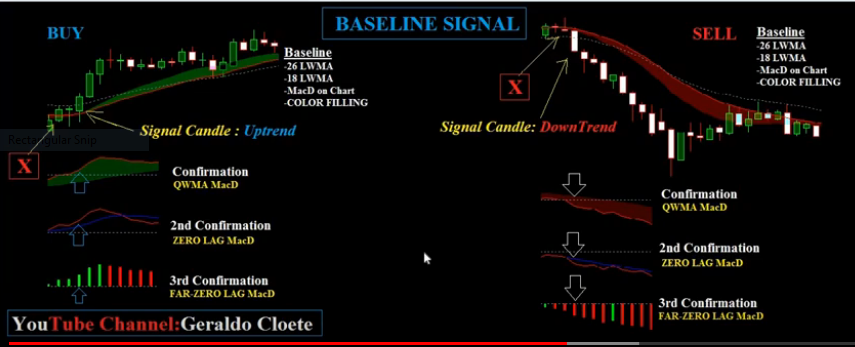 BASELINE SIGNAL
BUY
Baseline
-26 LWMA
-18 LWMA
-MacD on Chart
-COLOR FILLING
Signal Candle : Uptrend
Rectangular Snip
X
Confirmation
QWMA MacD
2nd Confirmation
ZERO LAG MacD
3rd Confirmation
FAR-ZERO LAG MacD
SELL
Baseline
-26 LWMA
-18 LWMA
-MacD on Chart
-COLOR FILLING
X
Signal Candle: DownTrend
Confirmation
QWMA MacD
2nd Confirmation
ZERO LAG MacD
3rd Confirmation
FAR-ZERO LAG MacD
YouTube Channel:Geraldo Cloete